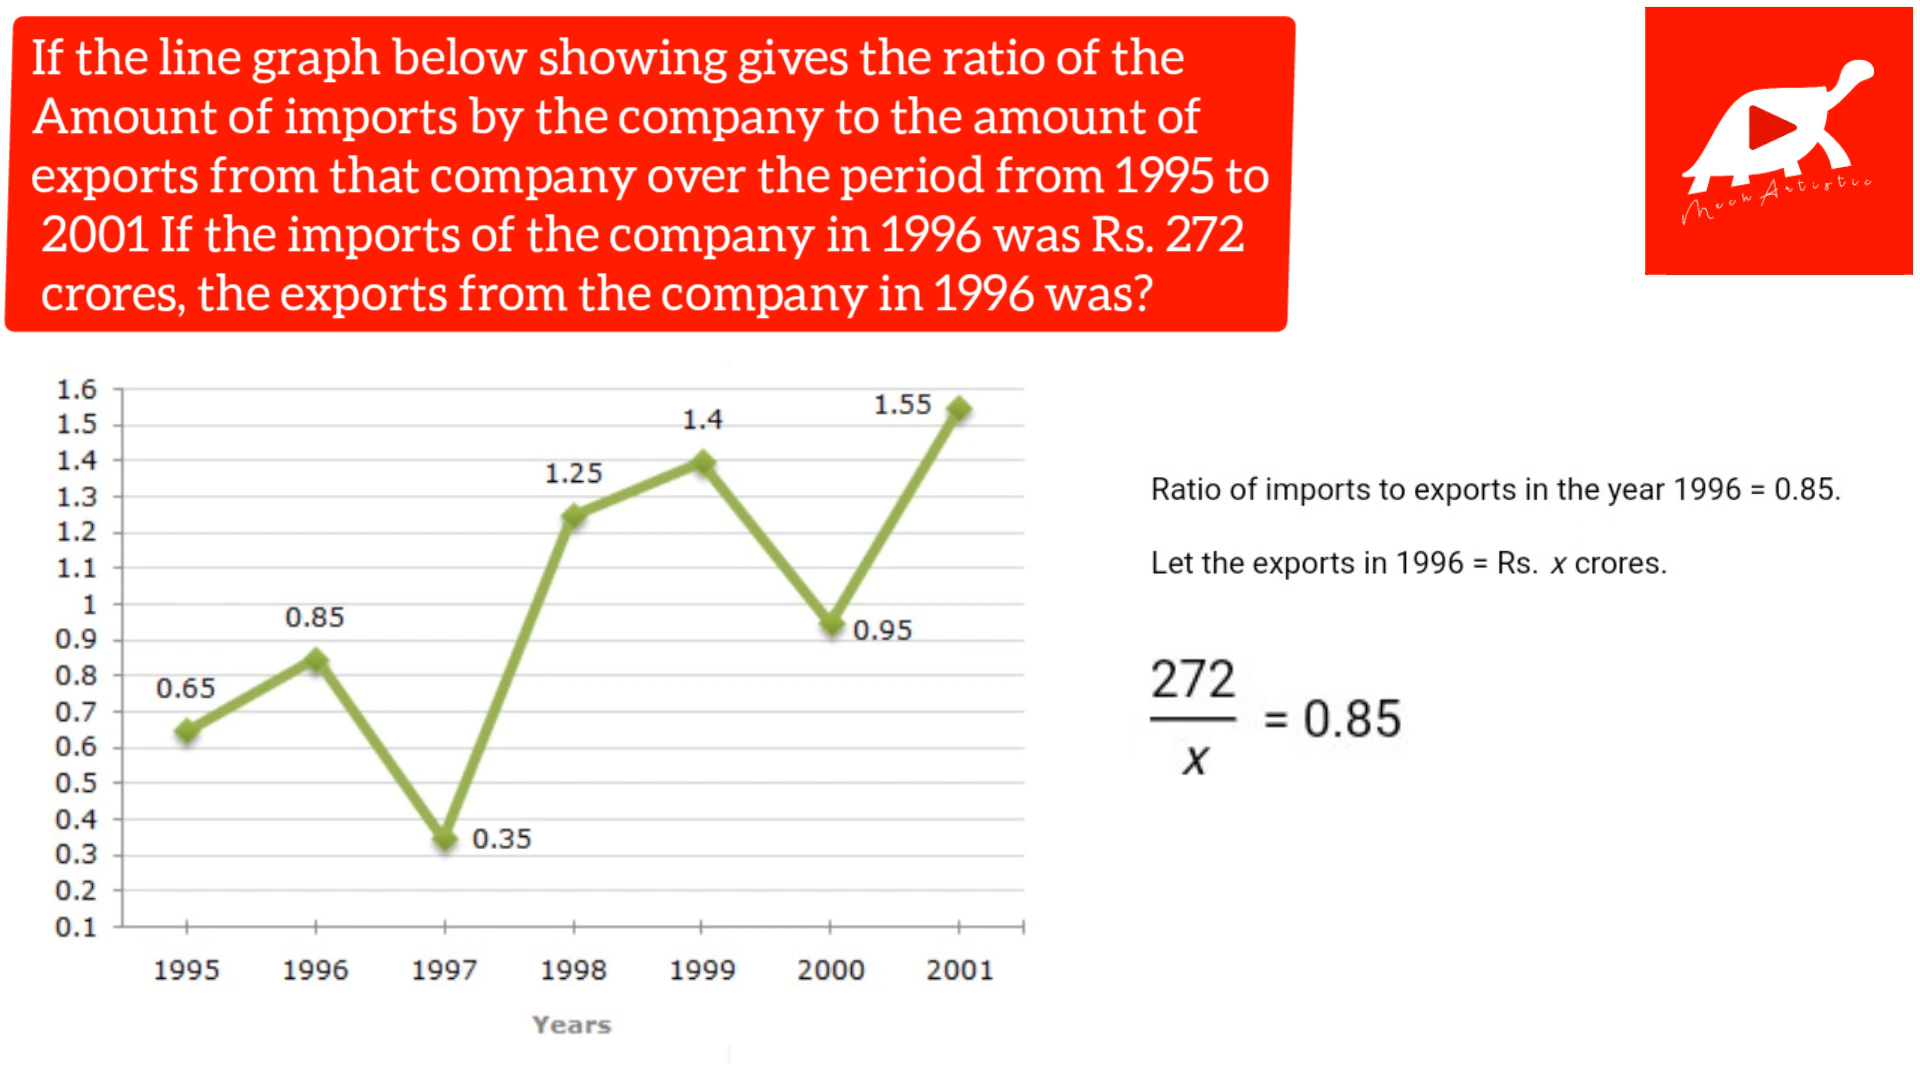 If the line graph below showing gives the ratio of the
Amount of imports by the company to the amount of
exports from that company over the period from 1995 to
2001 If the imports of the company in 1996 was Rs. 272
crores, the exports from the company in 1996 was?
Mech Artistic
1.6
1.5
1.4
1.3
1.2
1.1
1
0.9
0.8
0.7
0.6
0.5
0.4
0.3
0.2
0.1
0.65
0.85
0.35
1.25
1.4
0.95
1.55
1995 1996 1997 1998 1999 2000 2001
Years
Ratio of imports to exports in the year 1996 = 0.85.
Let the exports in 1996 = Rs. x crores.
272
= 0.85
x